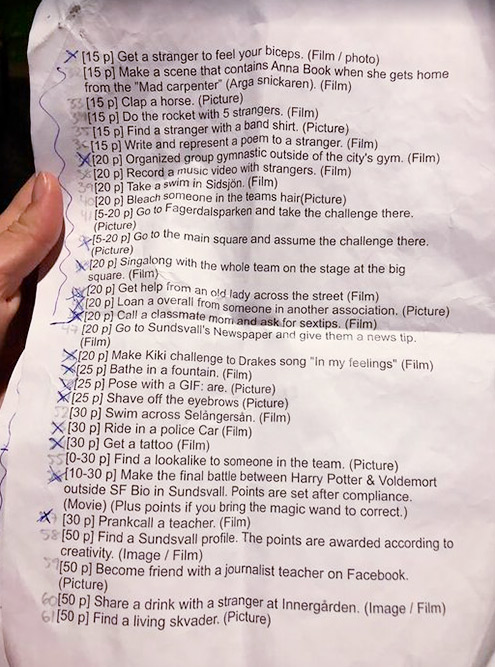 [15 p] Get a stranger to feel your biceps. (Film / photo)
[15 p] Make a scene that contains Anna Book when she gets home
from the "Mad carpenter" (Arga snickaren). (Film)
[15 p] Clap a horse. (Picture)
[15 p] Do the rocket with 5 strangers. (Film)
[15 p] Find a stranger with a band shirt. (Picture)
[15 p] Write and represent a poem to a stranger. (Film)
[20 p] Organized group gymnastic outside of the city's gym. (Film)
[20 p] Record a music video with strangers. (Film)
[20 p] Take a swim in Sidsjön. (Film)
[20 p] Bleach someone in the teams hair(Picture)
[5-20 p] Go to Fagerdalsparken and take the challenge there.
(Picture)
[5-20 p] Go to the main square and assume the challenge there.
(Picture)
[20 p] Singalong with the whole team on the stage at the big
square. (Film)
[20 p] Get help from an old lady across the street (Film)
[20 p] Loan a overall from someone in another association. (Picture)
[20 p] Call a classmate mom and ask for sextips. (Film)
[20 p] Go to Sundsvall's Newspaper and give them a news tip.
(Film)
[20 p] Make Kiki challenge to Drakes song "In my feelings" (Film)
[25 p] Bathe in a fountain. (Film)
[25 p] Pose with a GIF: are. (Picture)
[25 p] Shave off the eyebrows (Picture)
[30 p] Swim across Selångersån. (Film)
[30 p] Ride in a police Car (Film)
[30 p] Get a tattoo (Film)
[0-30 p] Find a lookalike to someone in the team. (Picture)
[10-30 p] Make the final battle between Harry Potter & Voldemort
outside SF Bio in Sundsvall. Points are set after compliance.
(Movie) (Plus points if you bring the magic wand to correct.)
[30 p] Prankcall a teacher. (Film)
58 [50 p] Find a Sundsvall profile. The points are awarded according to
creativity. (Image / Film)
59 [50 p] Become friend with a journalist teacher on Facebook.
(Picture)
60 [50 p] Share a drink with a stranger at Innergården. (Image / Film)
61 [50 p] Find a living skvader. (Picture)